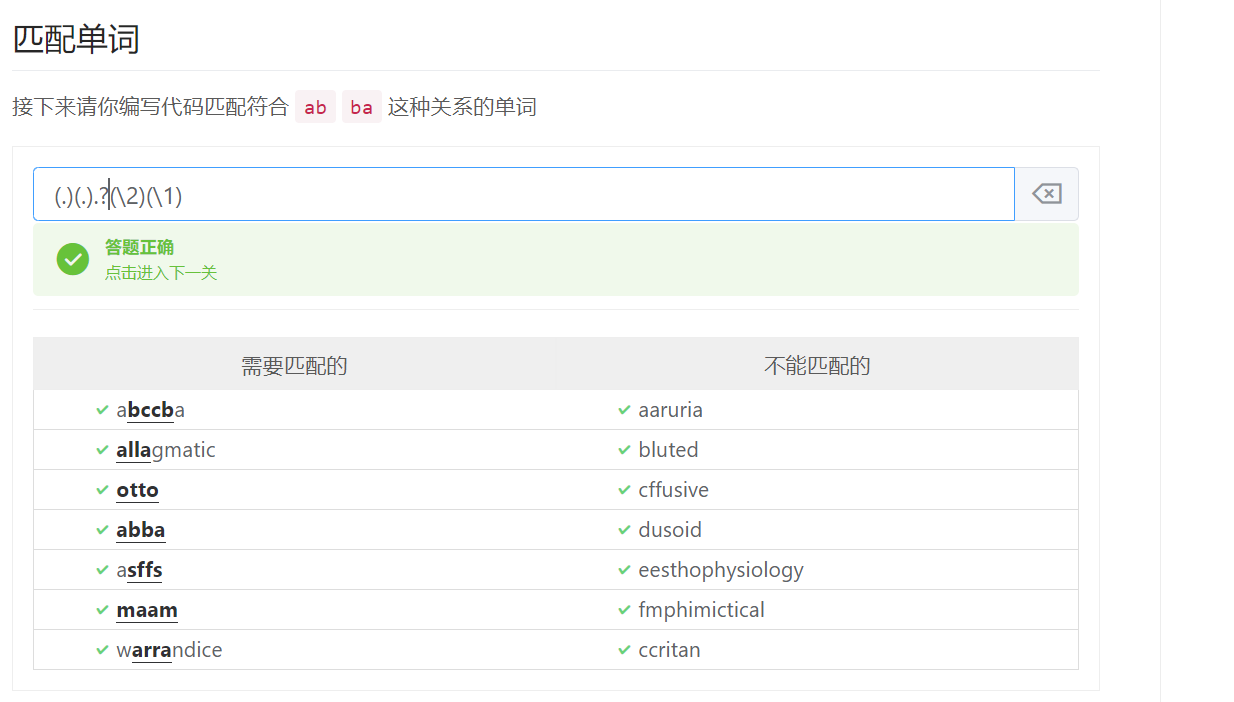 匹配单词
接下来请你编写代码匹配符合 ab ba 这种关系的单词
(.)(.).?(\2)(\1)
答题正确
点击进入下一关
需要匹配的 不能匹配的
abccba aaruria
allagmatic bluted
otto cffusive
abba dusoid
asffs eesthophysiology
maam fmphimictical
warrandice ccritan